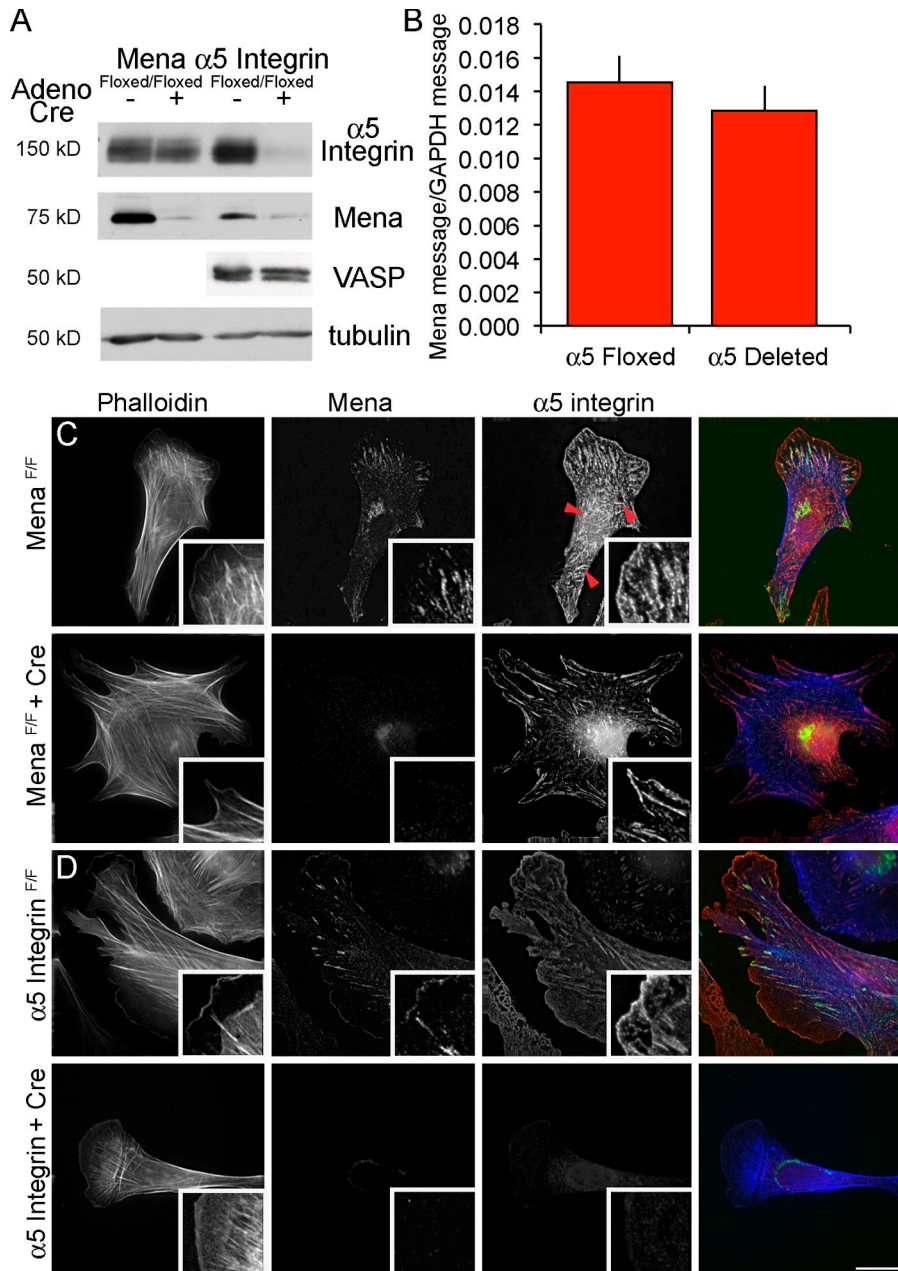 A
Mena α5 Integrin
Floxed/Floxed Floxed/Floxed
Adeno
Cre
- + - +
150 kD
α5
Integrin
75 kD
Mena
50 kD
VASP
50 kD
tubulin
B
Mena message/GAPDH message
0.018
0.016
0.014
0.012
0.010
0.008
0.006
0.004
0.002
0.000
α5 Floxed
α5 Deleted
Phalloidin
Mena
α5 integrin
C
Mena F/F
Mena F/F + Cre
D
α5 Integrin F/F
α5 Integrin + Cre